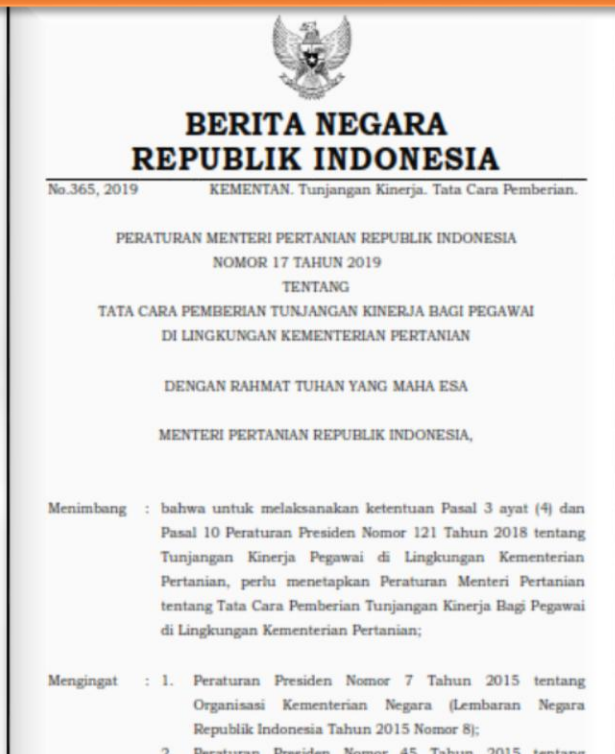 BERITA NEGARA
REPUBLIK INDONESIA
No.365, 2019 KEMENTAN. Tunjangan Kinerja. Tata Cara Pemberian.
PERATURAN MENTERI PERTANIAN REPUBLIK INDONESIA
NOMOR 17 TAHUN 2019
TENTANG
TATA CARA PEMBERIAN TUNJANGAN KINERJA BAGI PEGAWAI
DI LINGKUNGAN KEMENTERIAN PERTANIAN
DENGAN RAHMAT TUHAN YANG MAHA ESA
MENTERI PERTANIAN REPUBLIK INDONESIA,
Menimbang : bahwa untuk melaksanakan ketentuan Pasal 3 ayat (4) dan
Pasal 10 Peraturan Presiden Nomor 121 Tahun 2018 tentang
Tunjangan Kinerja Pegawai di Lingkungan Kementerian
Pertanian, perlu menetapkan Peraturan Menteri Pertanian
tentang Tata Cara Pemberian Tunjangan Kinerja Bagi Pegawai
di Lingkungan Kementerian Pertanian;
Mengingat : 1. Peraturan Presiden Nomor 7 Tahun 2015 tentang
Organisasi Kementerian Negara (Lembaran Negara
Republik Indonesia Tahun 2015 Nomor 8);
2. Peraturan Presiden Nomor 45 Tahun 2015 tentang